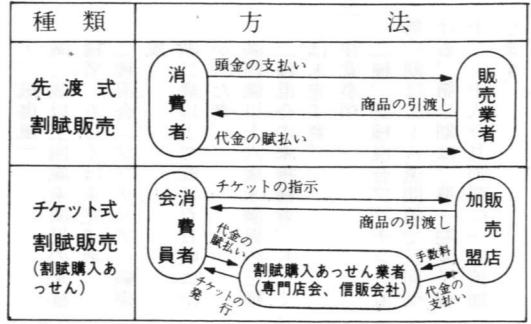 種類
方法
先渡式
割賦販売
消費者
頭金の支払い
商品の引渡し
代金の賦払い
販売業者
チケット式
割賦販売
(割賦購入あ
っせん)
消費者
会員
チケットの指示
商品の引渡し
販売店
加盟
代金の
賦払い
チケットの
発行
割賦購入あっせん業者
(専門店会、信販会社)
手数料
代金の
支払い